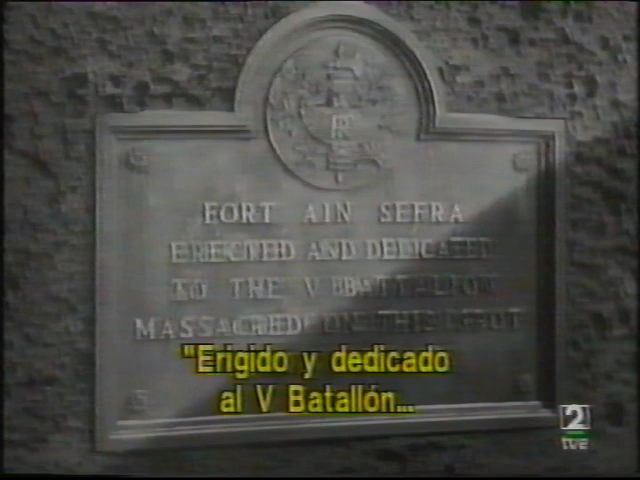 FORT AIN SEFRA
ERECTED AND DEDICATED
TO THE V BATTALION
MASSACRED ON THIS SPOT
"Erigido y dedicado
al V Batallón...
2
tve